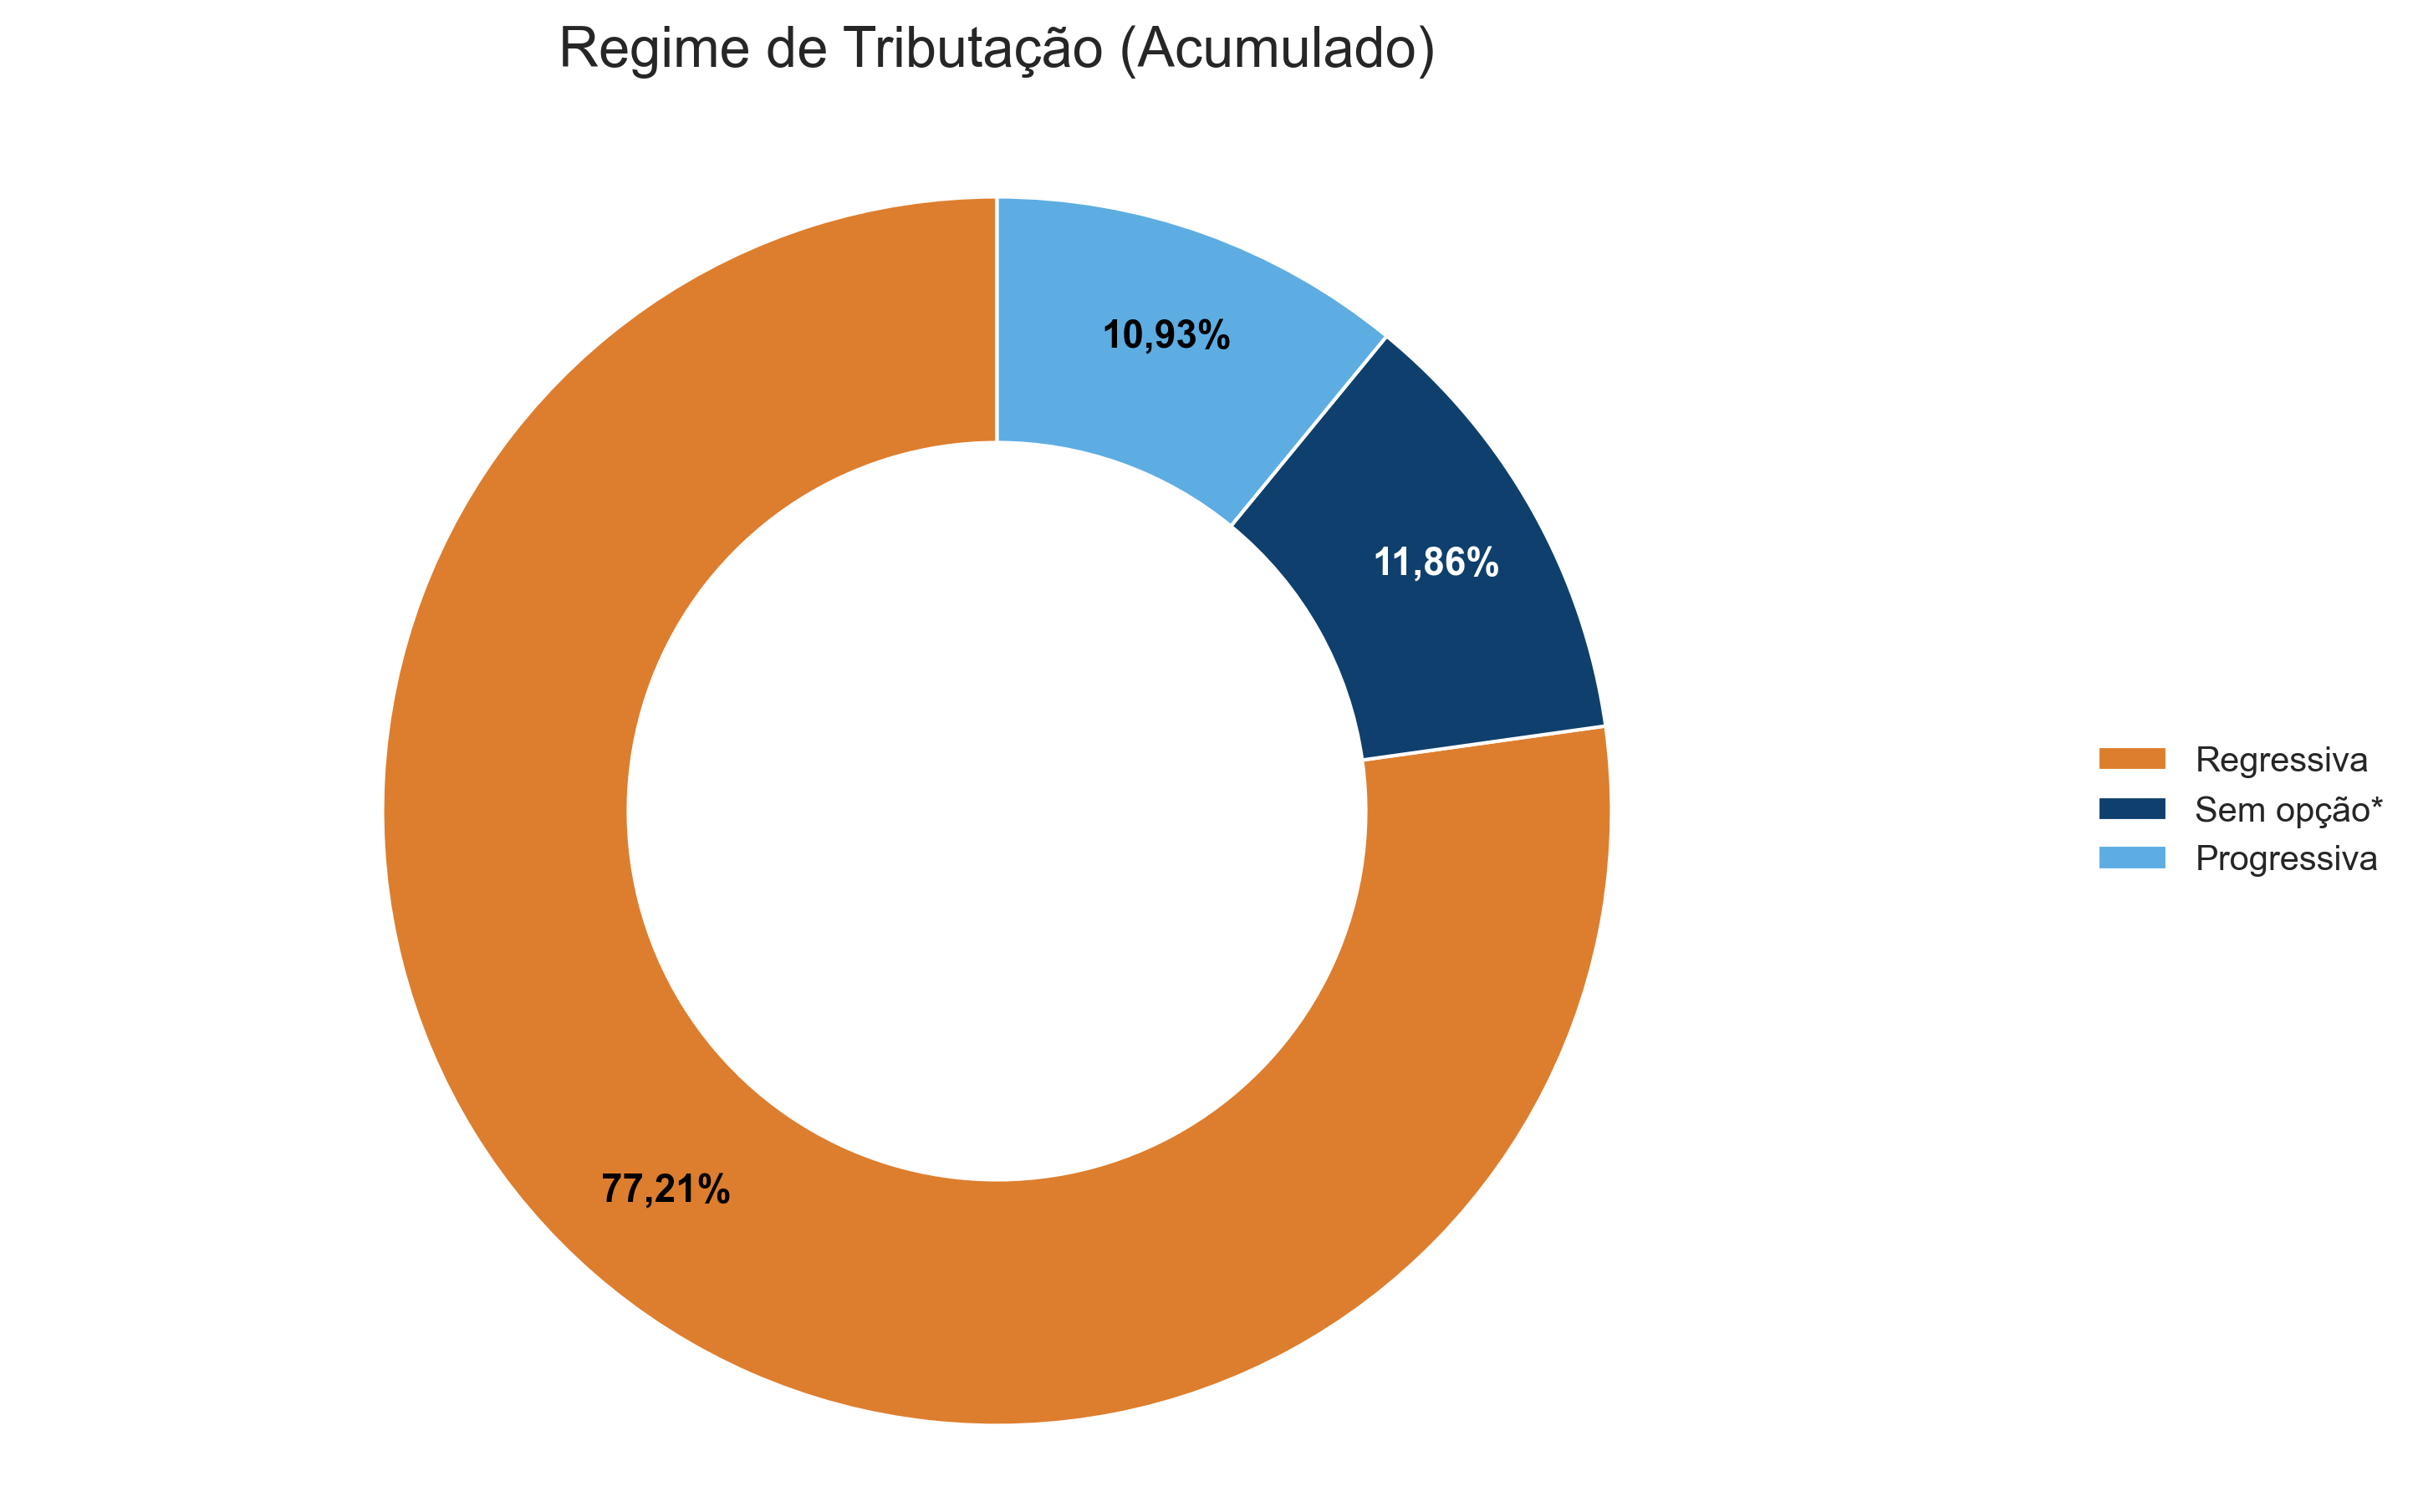 Regime de Tributação (Acumulado)
10,93%
11,86%
77,21%
Regressiva
Sem opção*
Progressiva